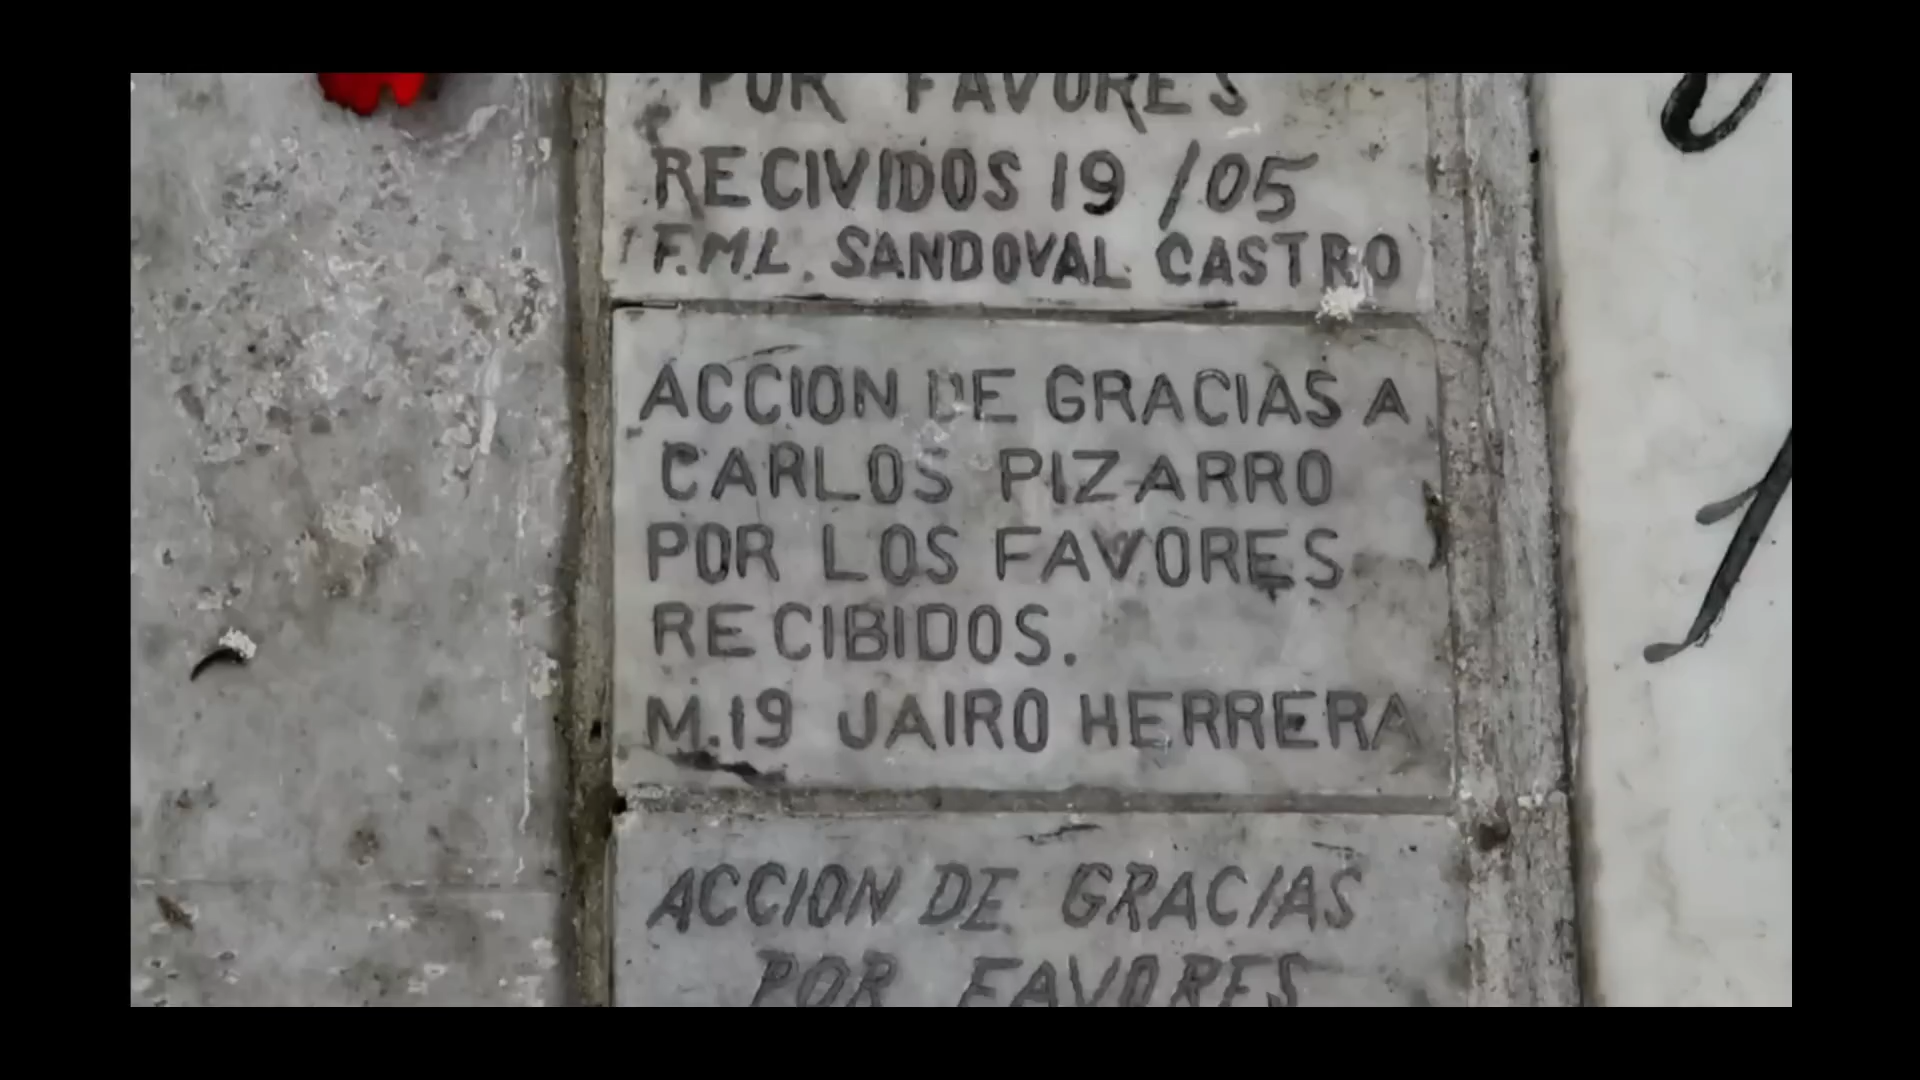 POR FAVORES
RECIVIDOS 19 / 05
F.M.L. SANDOVAL CASTRO
ACCION DE GRACIAS A
CARLOS PIZARRO
POR LOS FAVORES
RECIBIDOS.
M.19 JAIRO HERRERA
ACCION DE GRACIAS
POR FAVORES